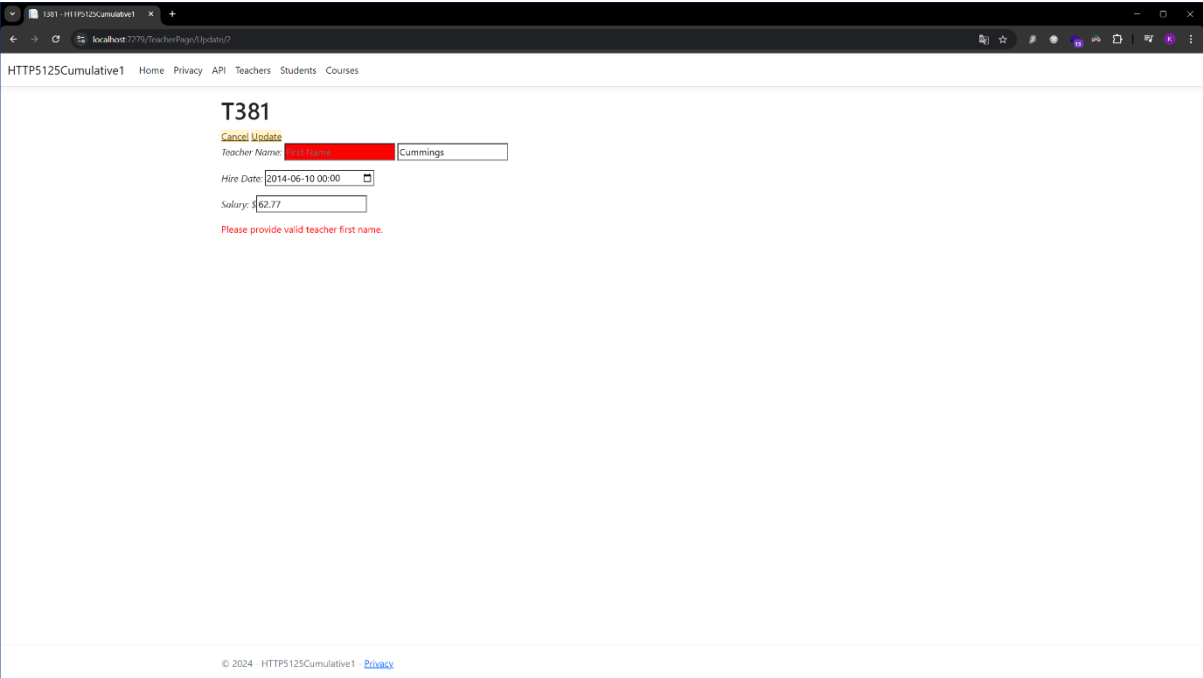 T381 - HTTP5125Cumulative1
localhost:7279/TeacherPage/Update/2
13
K
HTTP5125Cumulative1 Home Privacy API Teachers Students Courses
T381
Cancel Update
Teacher Name: First Name Cummings
Hire Date: 2014-06-10 00:00
Salary: $62.77
Please provide valid teacher first name.
© 2024 - HTTP5125Cumulative1 - Privacy